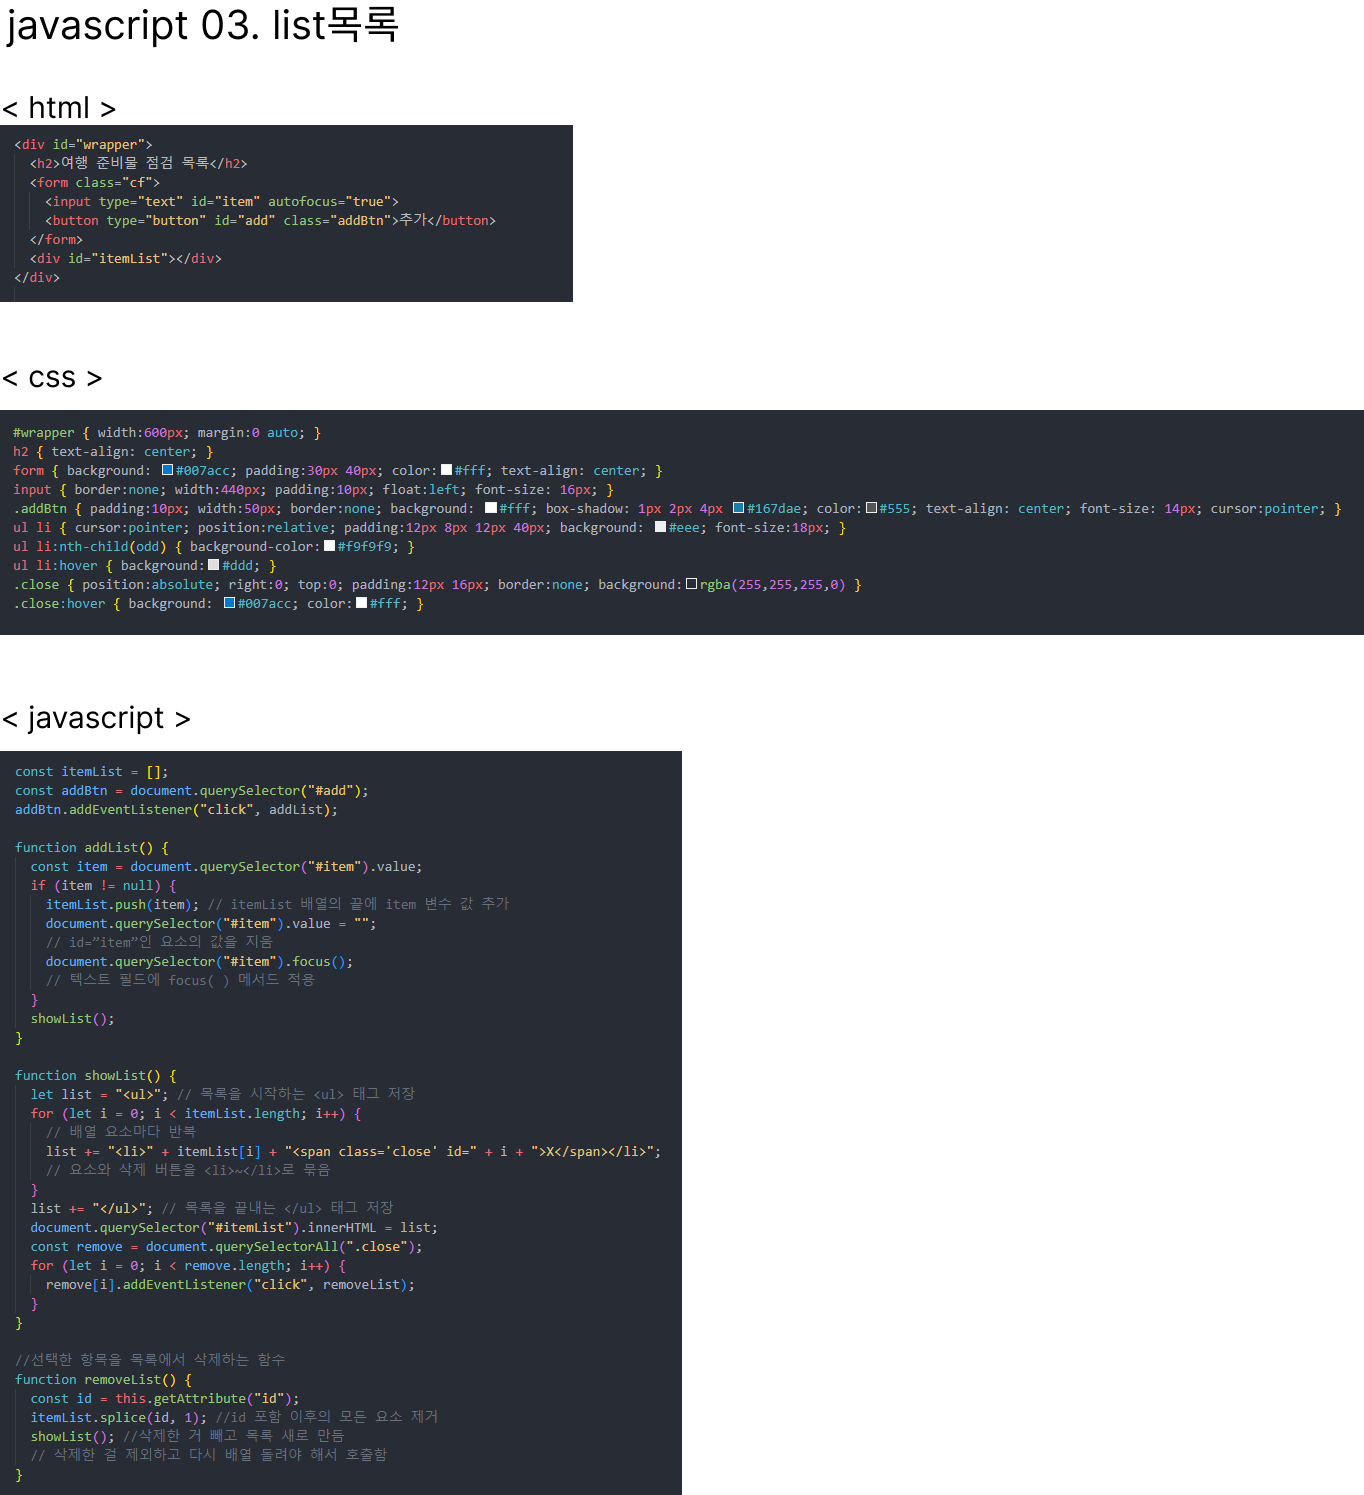 javascript 03. list목록
< html >
<div id="wrapper">
<h2>여행 준비물 점검 목록</h2>
<form class="cf">
<input type="text" id="item" autofocus="true">
<button type="button" id="add" class="addBtn">추가</button>
</form>
<div id="itemList"></div>
</div>
< css >
#wrapper { width:600px; margin:0 auto; }
h2 { text-align: center; }
form { background: #007acc; padding:30px 40px; color:#fff; text-align: center; }
input { border:none; width:440px; padding:10px; float:left; font-size: 16px; }
.addBtn { padding:10px; width:50px; border:none; background: #fff; box-shadow: 1px 2px 4px #167dae; color:#555; text-align: center; font-size: 14px; cursor:pointer; }
ul li { cursor:pointer; position:relative; padding:12px 8px 12px 40px; background: #eee; font-size:18px; }
ul li:nth-child(odd) { background-color:#f9f9f9; }
ul li:hover { background:#ddd; }
.close { position:absolute; right:0; top:0; padding:12px 16px; border:none; background:rgba(255,255,255,0) }
.close:hover { background: #007acc; color:#fff; }
< javascript >
const itemList = [];
const addBtn = document.querySelector("#add");
addBtn.addEventListener("click", addList);
function addList() {
const item = document.querySelector("#item").value;
if (item != null) {
itemList.push(item); // itemList 배열의 끝에 item 변수 값 추가
document.querySelector("#item").value = "";
// id=”item”인 요소의 값을 지움
document.querySelector("#item").focus();
// 텍스트 필드에 focus( ) 메서드 적용
}
showList();
}
function showList() {
let list = "<ul>"; // 목록을 시작하는 <ul> 태그 저장
for (let i = 0; i < itemList.length; i++) {
// 배열 요소마다 반복
list += "<li>" + itemList[i] + "<span class='close' id=" + i + ">X</span></li>";
// 요소와 삭제 버튼을 <li>~</li>로 묶음
}
list += "</ul>"; // 목록을 끝내는 </ul> 태그 저장
document.querySelector("#itemList").innerHTML = list;
const remove = document.querySelectorAll(".close");
for (let i = 0; i < remove.length; i++) {
remove[i].addEventListener("click", removeList);
}
}
//선택한 항목을 목록에서 삭제하는 함수
function removeList() {
const id = this.getAttribute("id");
itemList.splice(id, 1); //id 포함 이후의 모든 요소 제거
showList(); //삭제한 거 빼고 목록 새로 만듬
// 삭제한 걸 제외하고 다시 배열 돌려야 해서 호출함
}